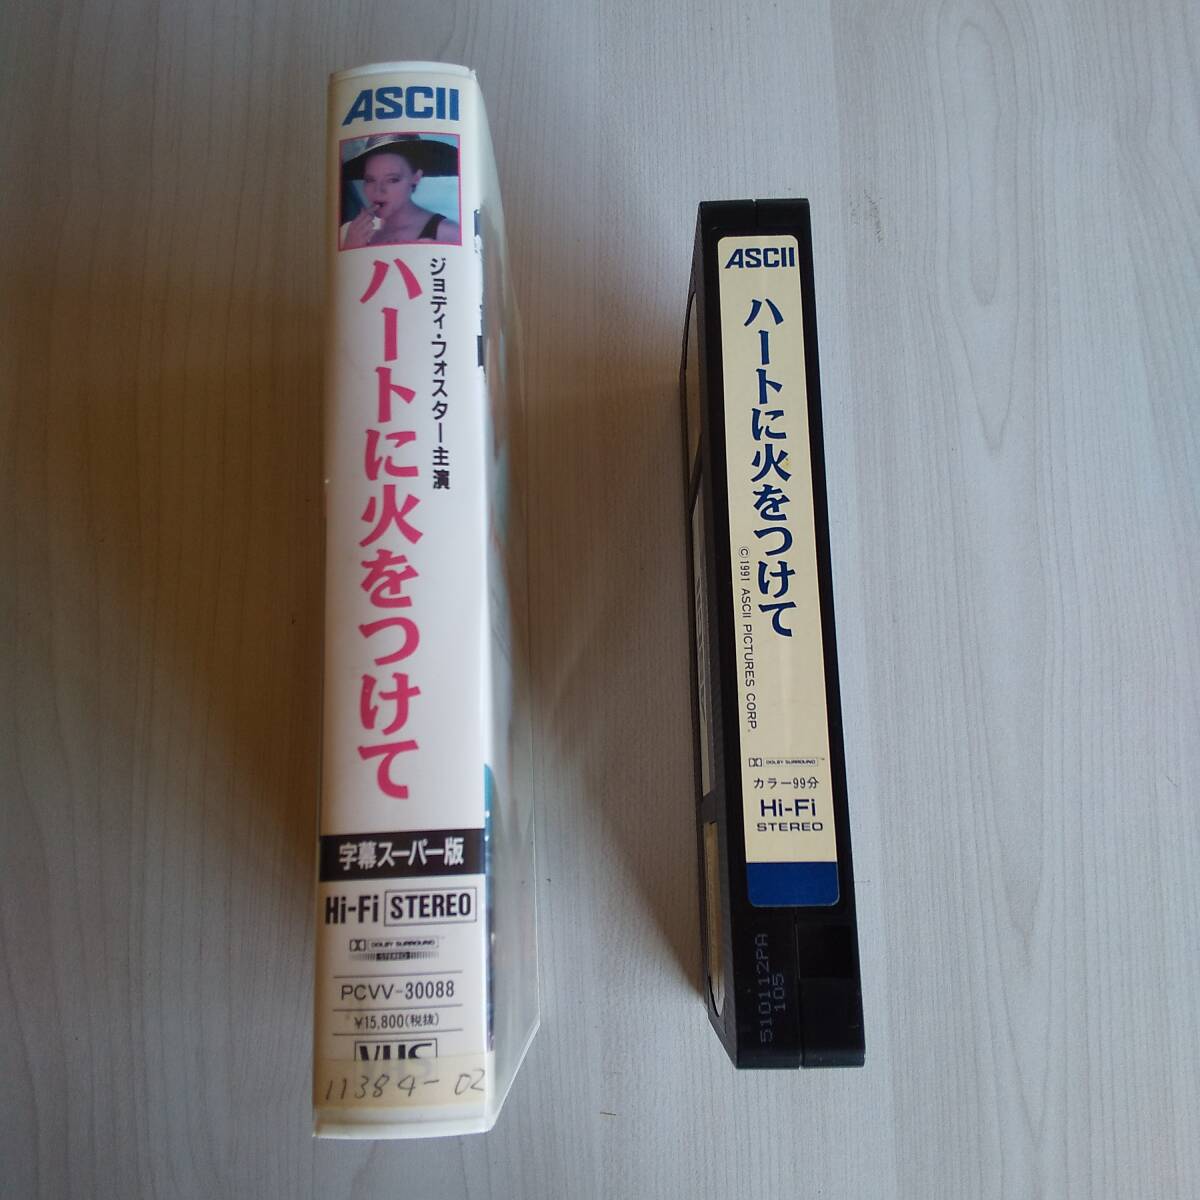 ASCII
ジョディ・フォスター主演
ハートに火をつけて
字幕スーパー版
Hi-Fi STEREO
DOLBY SURROUND
STEREO
PCVV-30088
¥15,800(税抜)
VHS
11384-02
ASCII
ハートに火をつけて
©1991 ASCII PICTURES CORP.
DOLBY SURROUND
カラー99分
Hi-Fi
STEREO
510112PA
105